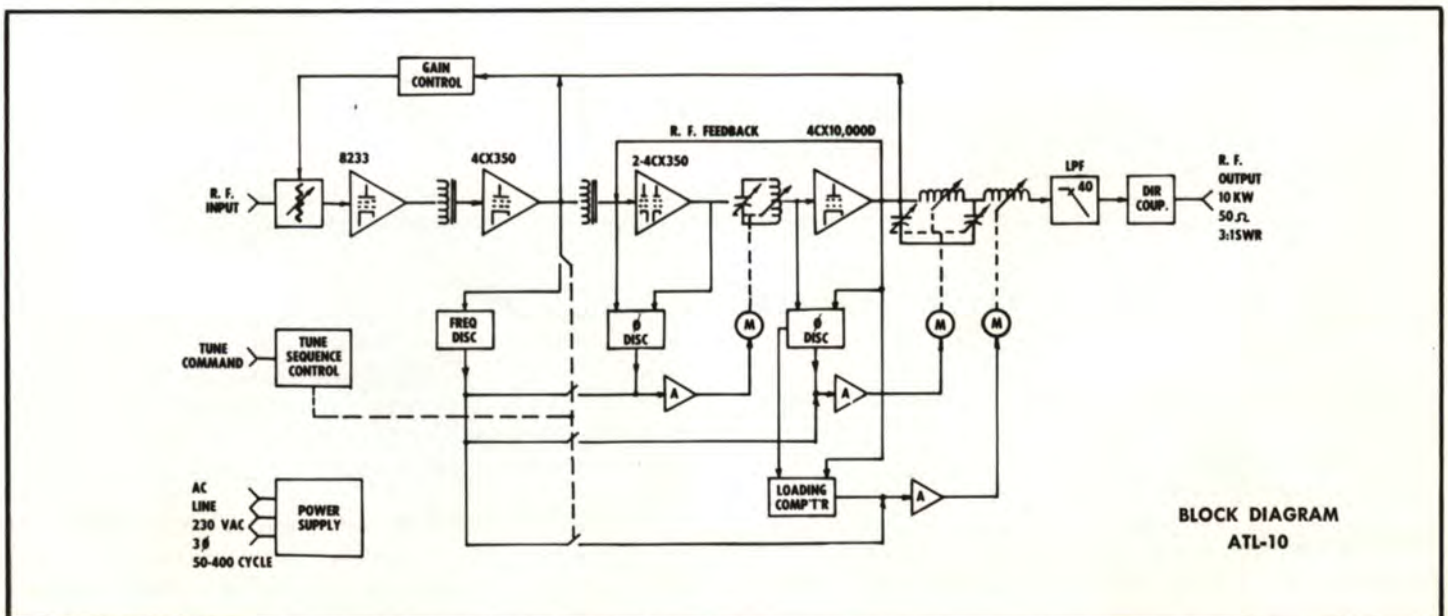 GAIN
CONTROL
R. F. FEEDBACK
4CX10,000D
8233
4CX350
2-4CX350
LPF
40
R. F.
INPUT
DIR
COUP.
R. F.
OUTPUT
10 KW
50 Ω
3:1SWR
FREQ
DISC
ϕ
DISC
M
ϕ
DISC
M
M
TUNE
COMMAND
TUNE
SEQUENCE
CONTROL
A
A
LOADING
COMP'T'R
A
AC
LINE
230 VAC
3ϕ
50-400 CYCLE
POWER
SUPPLY
BLOCK DIAGRAM
ATL-10